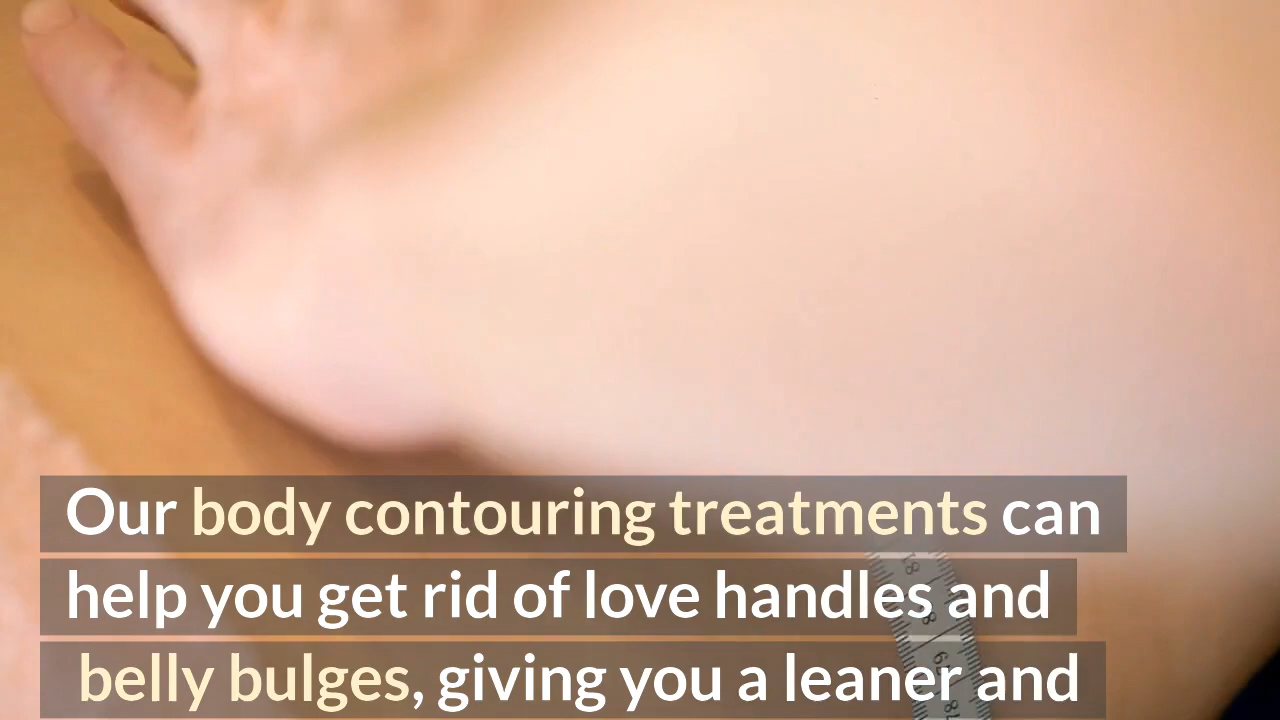 Our body contouring treatments can
help you get rid of love handles and
belly bulges, giving you a leaner and